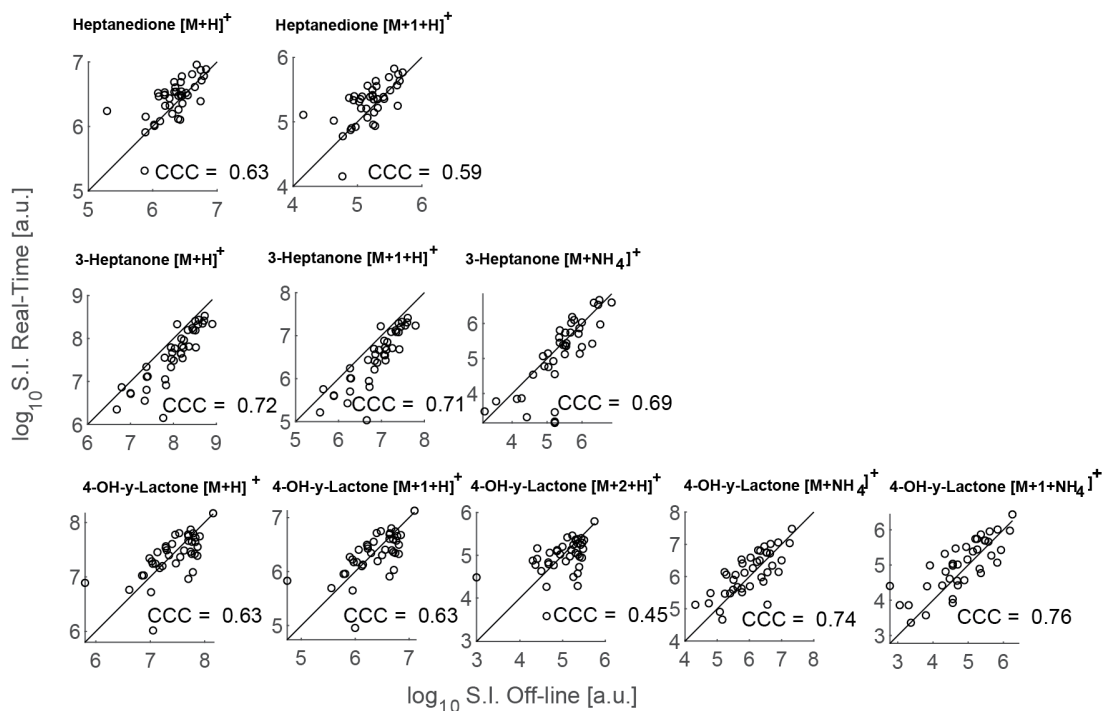 Heptanedione [M+H]+
Heptanedione [M+1+H]+
7
6
5
5 6 7
CCC = 0.63
6
5
4
4 5 6
CCC = 0.59
log10S.I. Real-Time [a.u.]
3-Heptanone [M+H]+
3-Heptanone [M+1+H]+
3-Heptanone [M+NH4]+
9
8
7
6
6 7 8 9
CCC = 0.72
8
7
6
5
5 6 7 8
CCC = 0.71
6
5
4
4 5 6
CCC = 0.69
4-OH-y-Lactone [M+H] +
4-OH-y-Lactone [M+1+H]+
4-OH-y-Lactone [M+2+H]+
4-OH-y-Lactone [M+NH4]+
4-OH-y-Lactone [M+1+NH4]+
8
7
6
6 7 8
CCC = 0.63
7
6
5
5 6 7
CCC = 0.63
6
5
4
3
3 4 5 6
CCC = 0.45
8
7
6
5
4
4 5 6 7 8
CCC = 0.74
6
5
4
3
3 4 5 6
CCC = 0.76
log10 S.I. Off-line [a.u.]